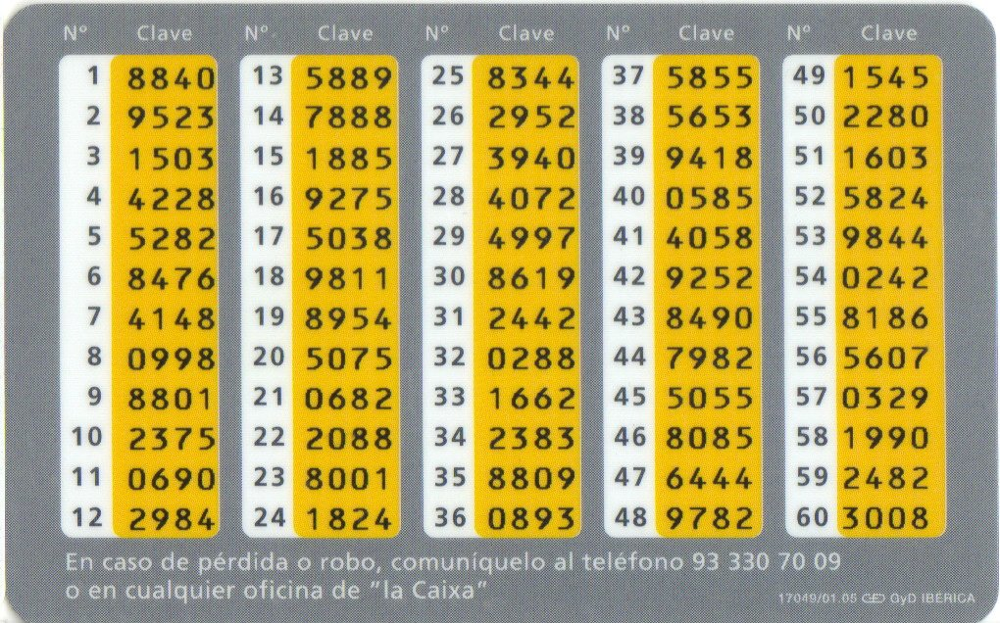 Nº Clave Nº Clave Nº Clave Nº Clave Nº Clave
1 8840 13 5889 25 8344 37 5855 49 1545
2 9523 14 7888 26 2952 38 5653 50 2280
3 1503 15 1885 27 3940 39 9418 51 1603
4 4228 16 9275 28 4072 40 0585 52 5824
5 5282 17 5038 29 4997 41 4058 53 9844
6 8476 18 9811 30 8619 42 9252 54 0242
7 4148 19 8954 31 2442 43 8490 55 8186
8 0998 20 5075 32 0288 44 7982 56 5607
9 8801 21 0682 33 1662 45 5055 57 0329
10 2375 22 2088 34 2383 46 8085 58 1990
11 0690 23 8001 35 8809 47 6444 59 2482
12 2984 24 1824 36 0893 48 9782 60 3008
En caso de pérdida o robo, comuníquelo al teléfono 93 330 70 09
o en cualquier oficina de "la Caixa"
17049/01.05 GyD IBERICA